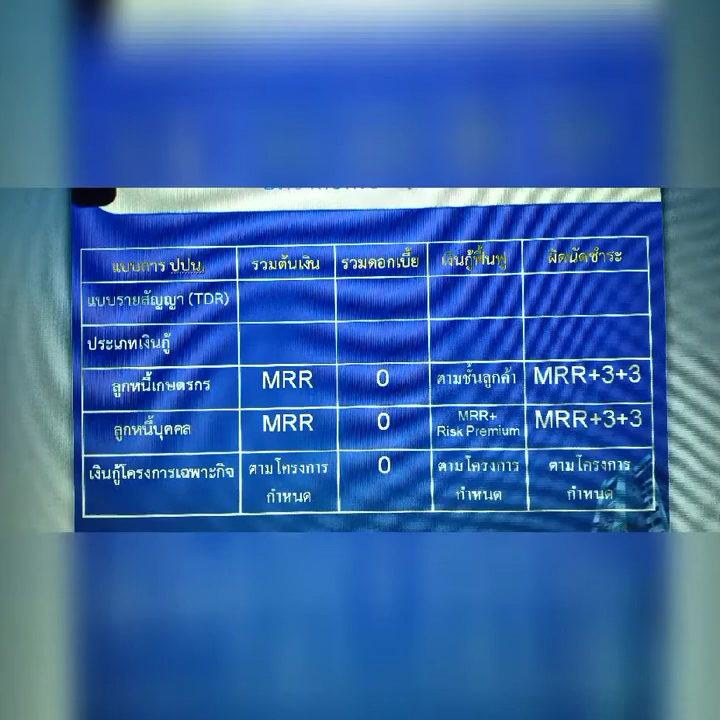 แบบการ ปปน. รวมต้นเงิน รวมดอกเบี้ย เงินกู้ฟื้นฟู ผิดนัดชำระ
แบบรายสัญญา (TDR)
ประเภทเงินกู้
ลูกหนี้เกษตรกร MRR 0 ตามชั้นลูกค้า MRR+3+3
ลูกหนี้บุคคล MRR 0 MRR+ Risk Premium MRR+3+3
เงินกู้โครงการเฉพาะกิจ ตามโครงการกำหนด 0 ตามโครงการกำหนด ตามโครงการกำหนด